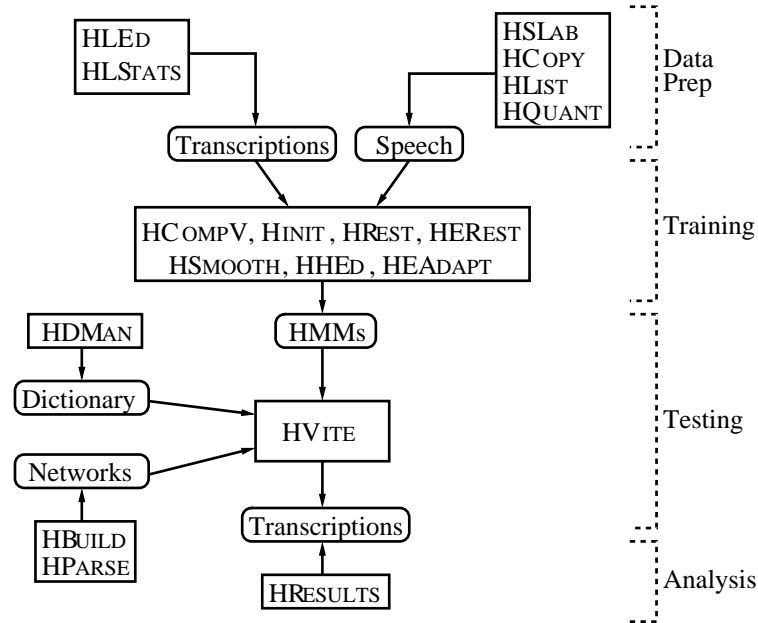 HLED
HLSTATS
HSLAB
HCOPY
HLIST
HQUANT
Data
Prep
Transcriptions
Speech
Training
HCOMPV, HINIT, HREST, HEREST
HSMOOTH, HHED, HEADAPT
HDMAN
HMMs
Dictionary
HVITE
Testing
Networks
Transcriptions
HBUILD
HPARSE
HRESULTS
Analysis